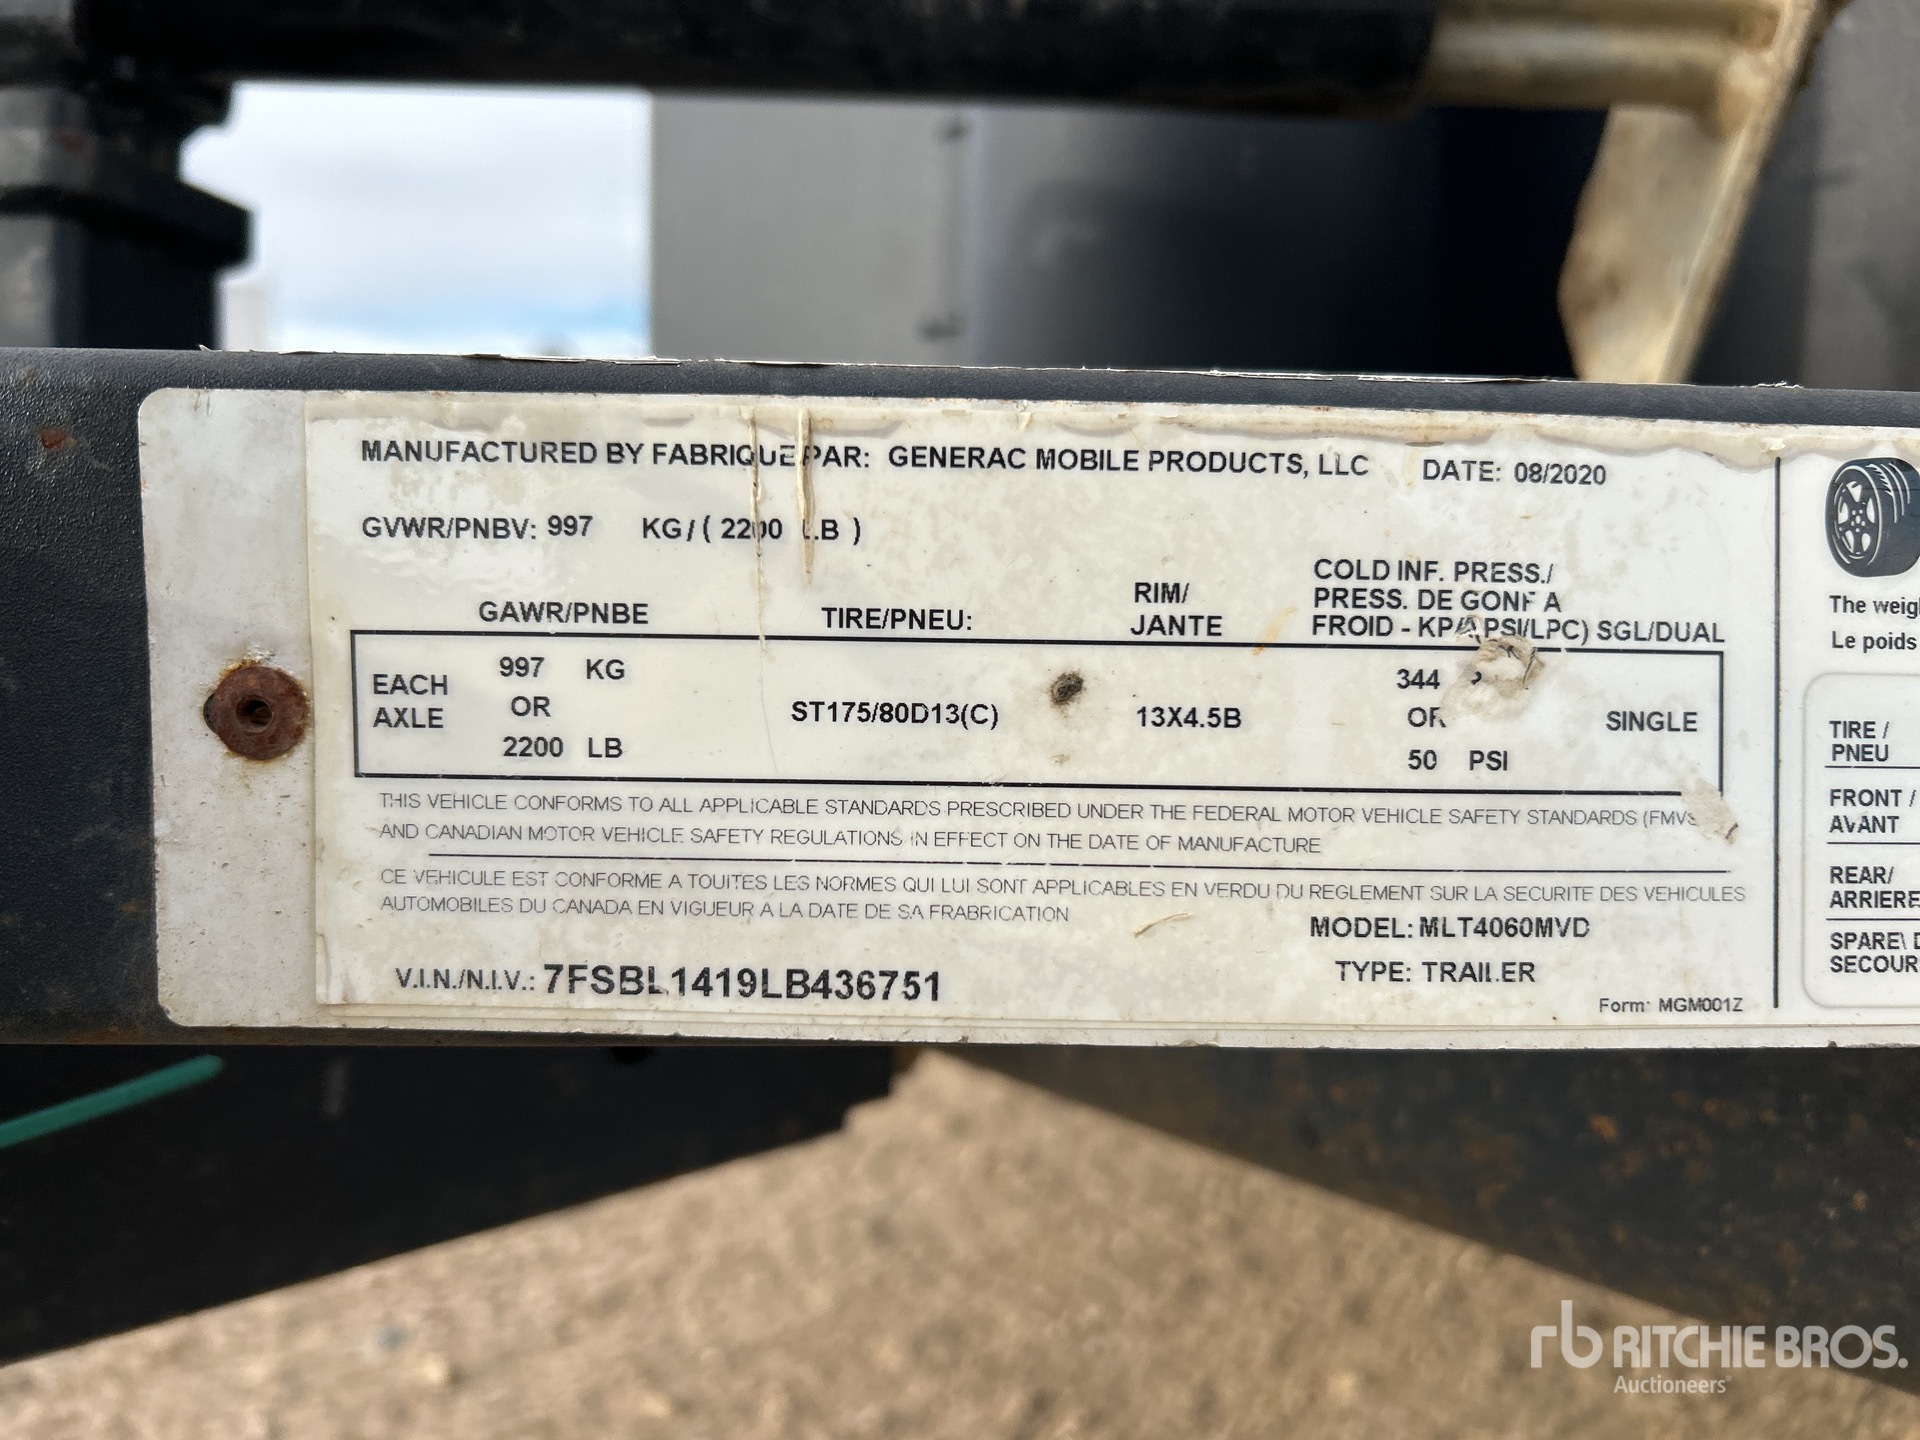 MANUFACTURED BY FABRIQUE PAR: GENERAC MOBILE PRODUCTS, LLC DATE: 08/2020
GVWR/PNBV: 997 KG/( 2200 LB )
GAWR/PNBE TIRE/PNEU: RIM/ JANTE COLD INF. PRESS./
PRESS. DE GONF A
FROID - KPA PSI/LPC) SGL/DUAL
EACH AXLE 997 KG OR 2200 LB ST175/80D13(C) 13X4.5B 344 OR 50 PSI SINGLE
THIS VEHICLE CONFORMS TO ALL APPLICABLE STANDARDS PRESCRIBED UNDER THE FEDERAL MOTOR VEHICLE SAFETY STANDARDS (FMVS
AND CANADIAN MOTOR VEHICLE SAFETY REGULATIONS IN EFFECT ON THE DATE OF MANUFACTURE
CE VEHICULE EST CONFORME A TOUITES LES NORMES QUI LUI SONT APPLICABLES EN VERDU DU REGLEMENT SUR LA SECURITE DES VEHICULES
AUTOMOBILES DU CANADA EN VIGUEUR A LA DATE DE SA FRABRICATION
MODEL: MLT4060MVD
V.I.N./N.I.V.: 7FSBL1419LB436751 TYPE: TRAILER
Form: MGM001Z
The weig
Le poids
TIRE /
PNEU
FRONT /
AVANT
REAR/
ARRIERE
SPARE\
SECOUR
rb RITCHIE BROS.
Auctioneers